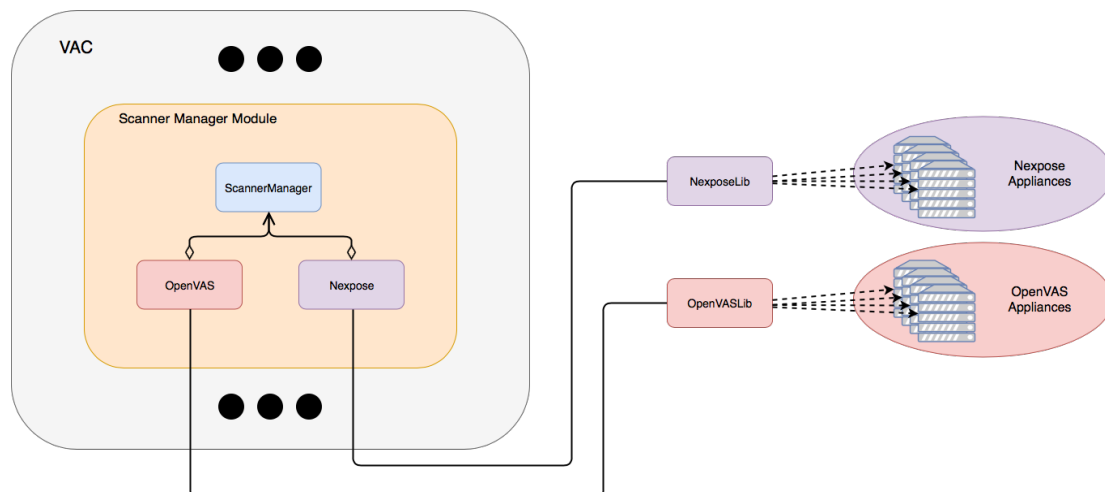 VAC
Scanner Manager Module
ScannerManager
OpenVAS
Nexpose
NexposeLib
Nexpose
Appliances
OpenVASLib
OpenVAS
Appliances